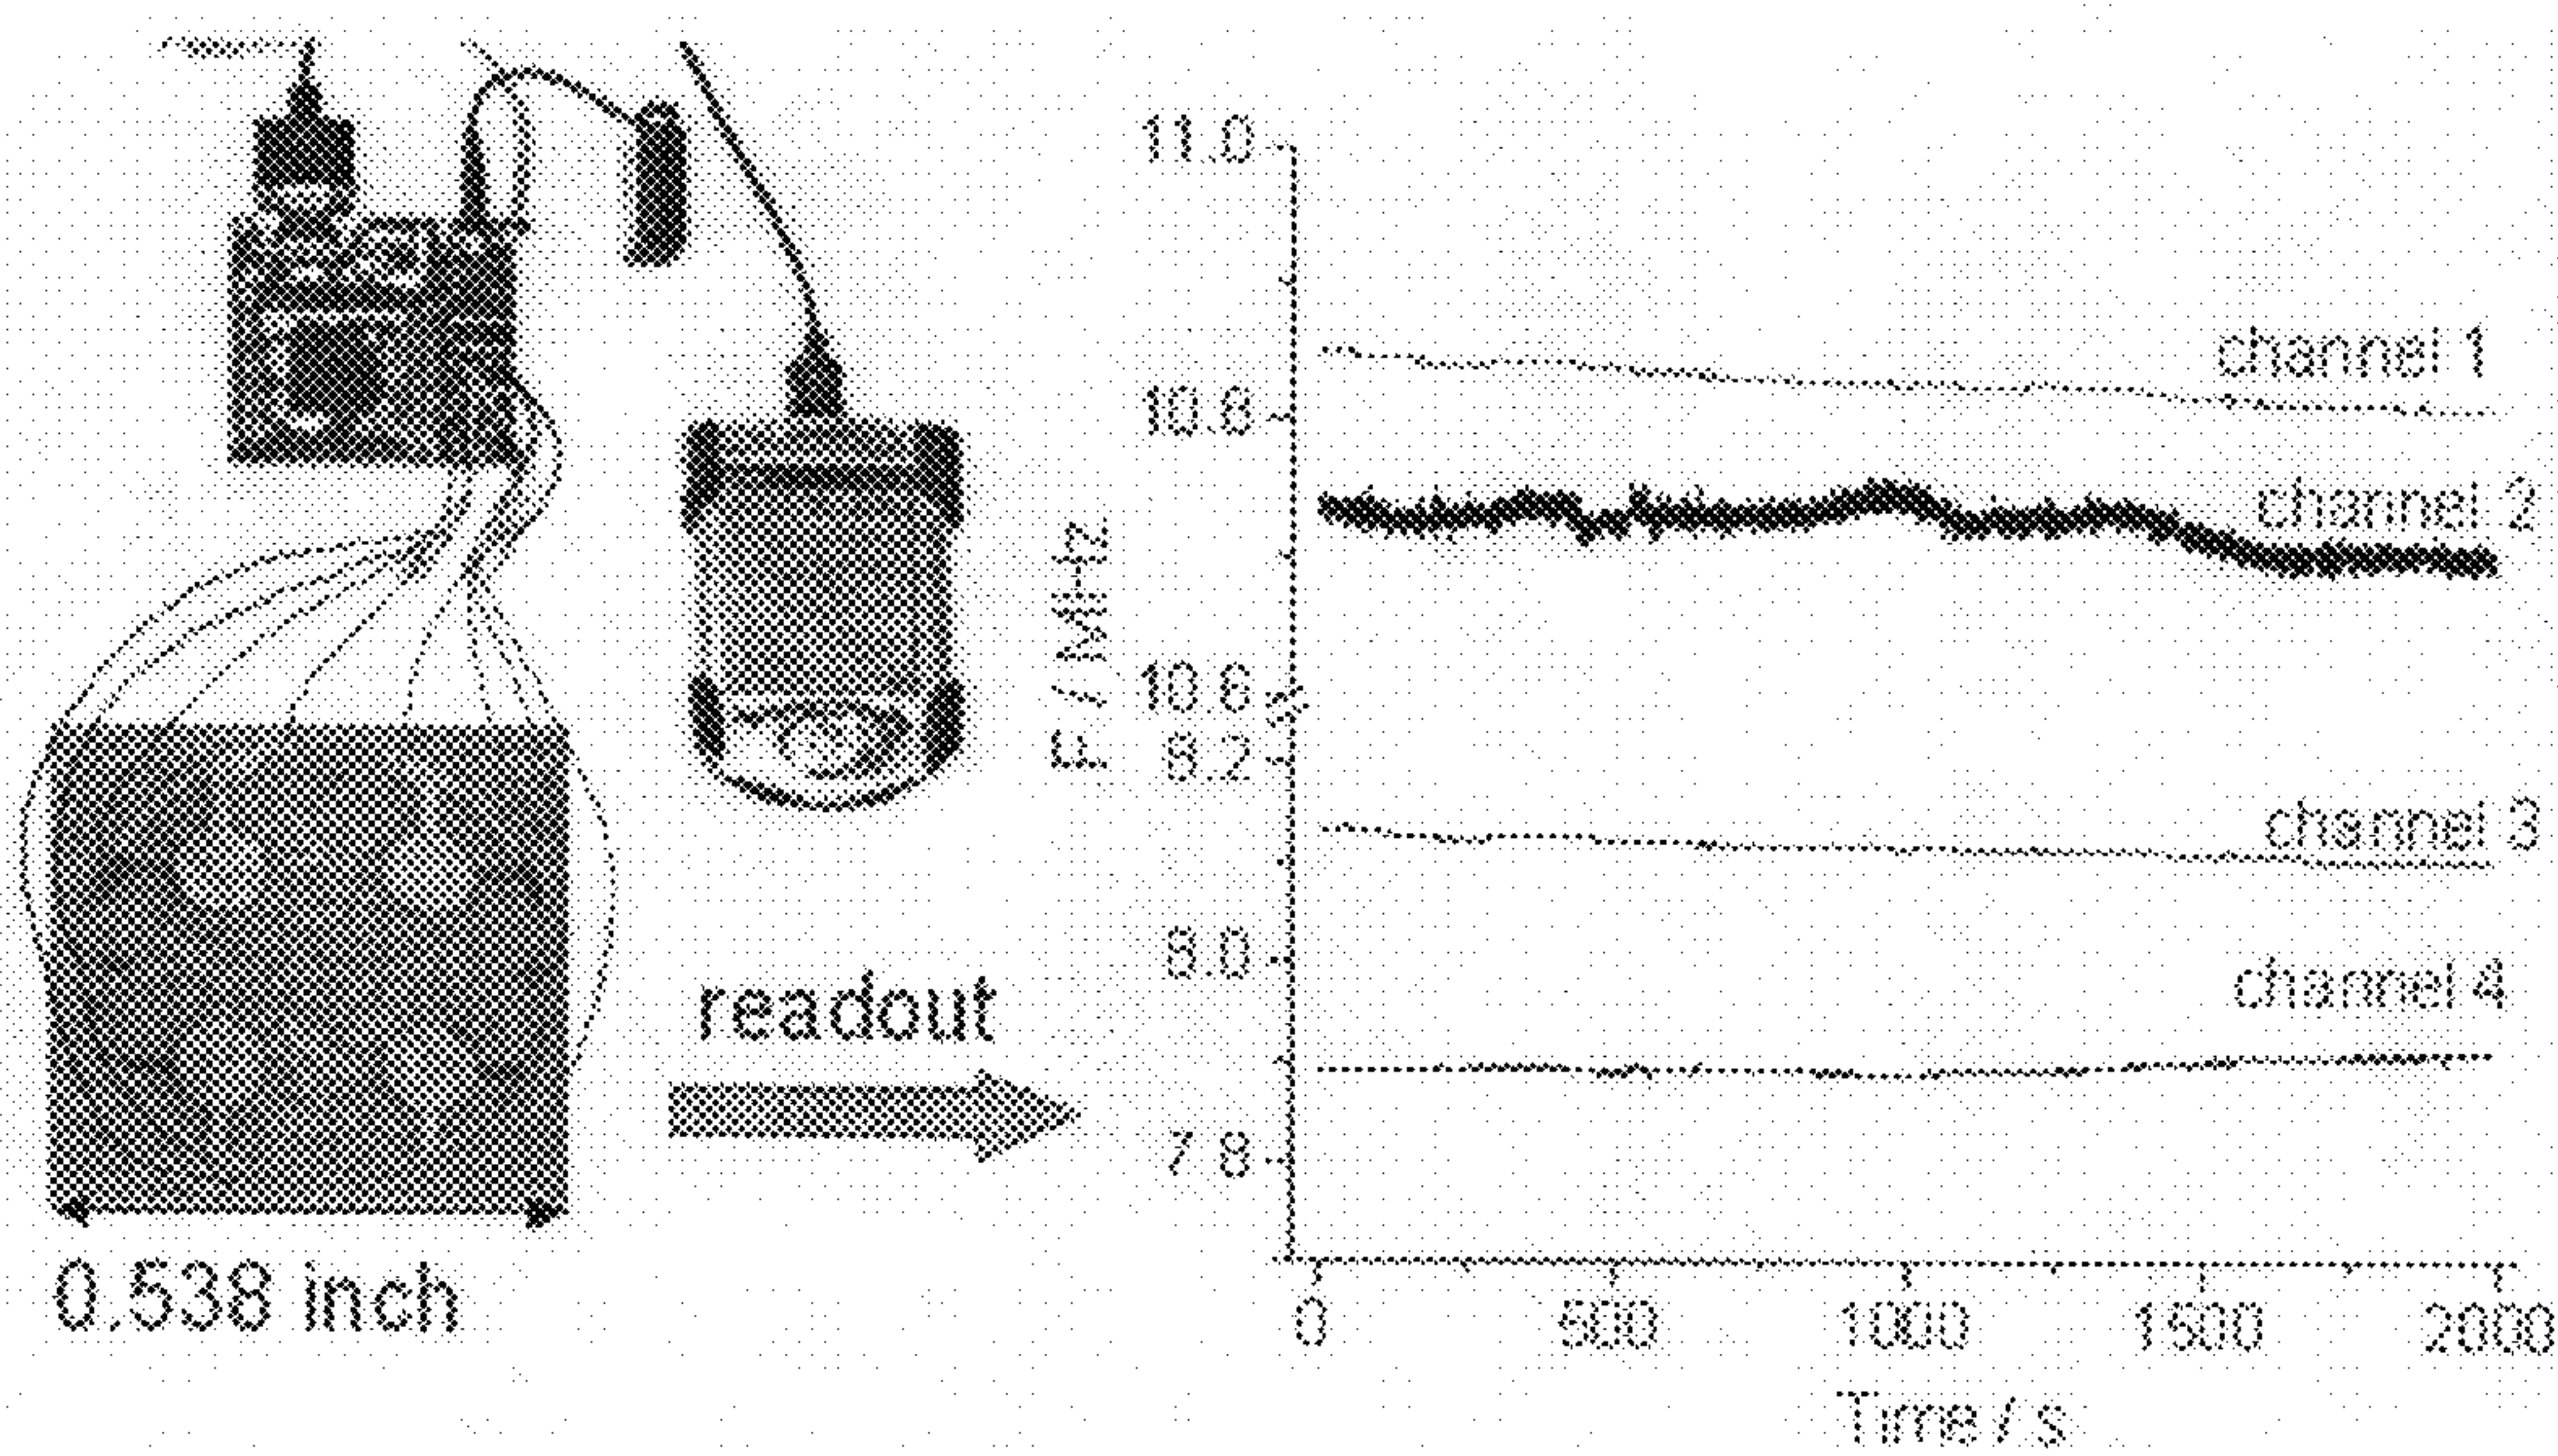 0.538 inch
readout
F / MHz
11.0
10.8
10.6
8.2
8.0
7.8
channel 1
channel 2
channel 3
channel 4
0 500 1000 1500 2000
Time / s